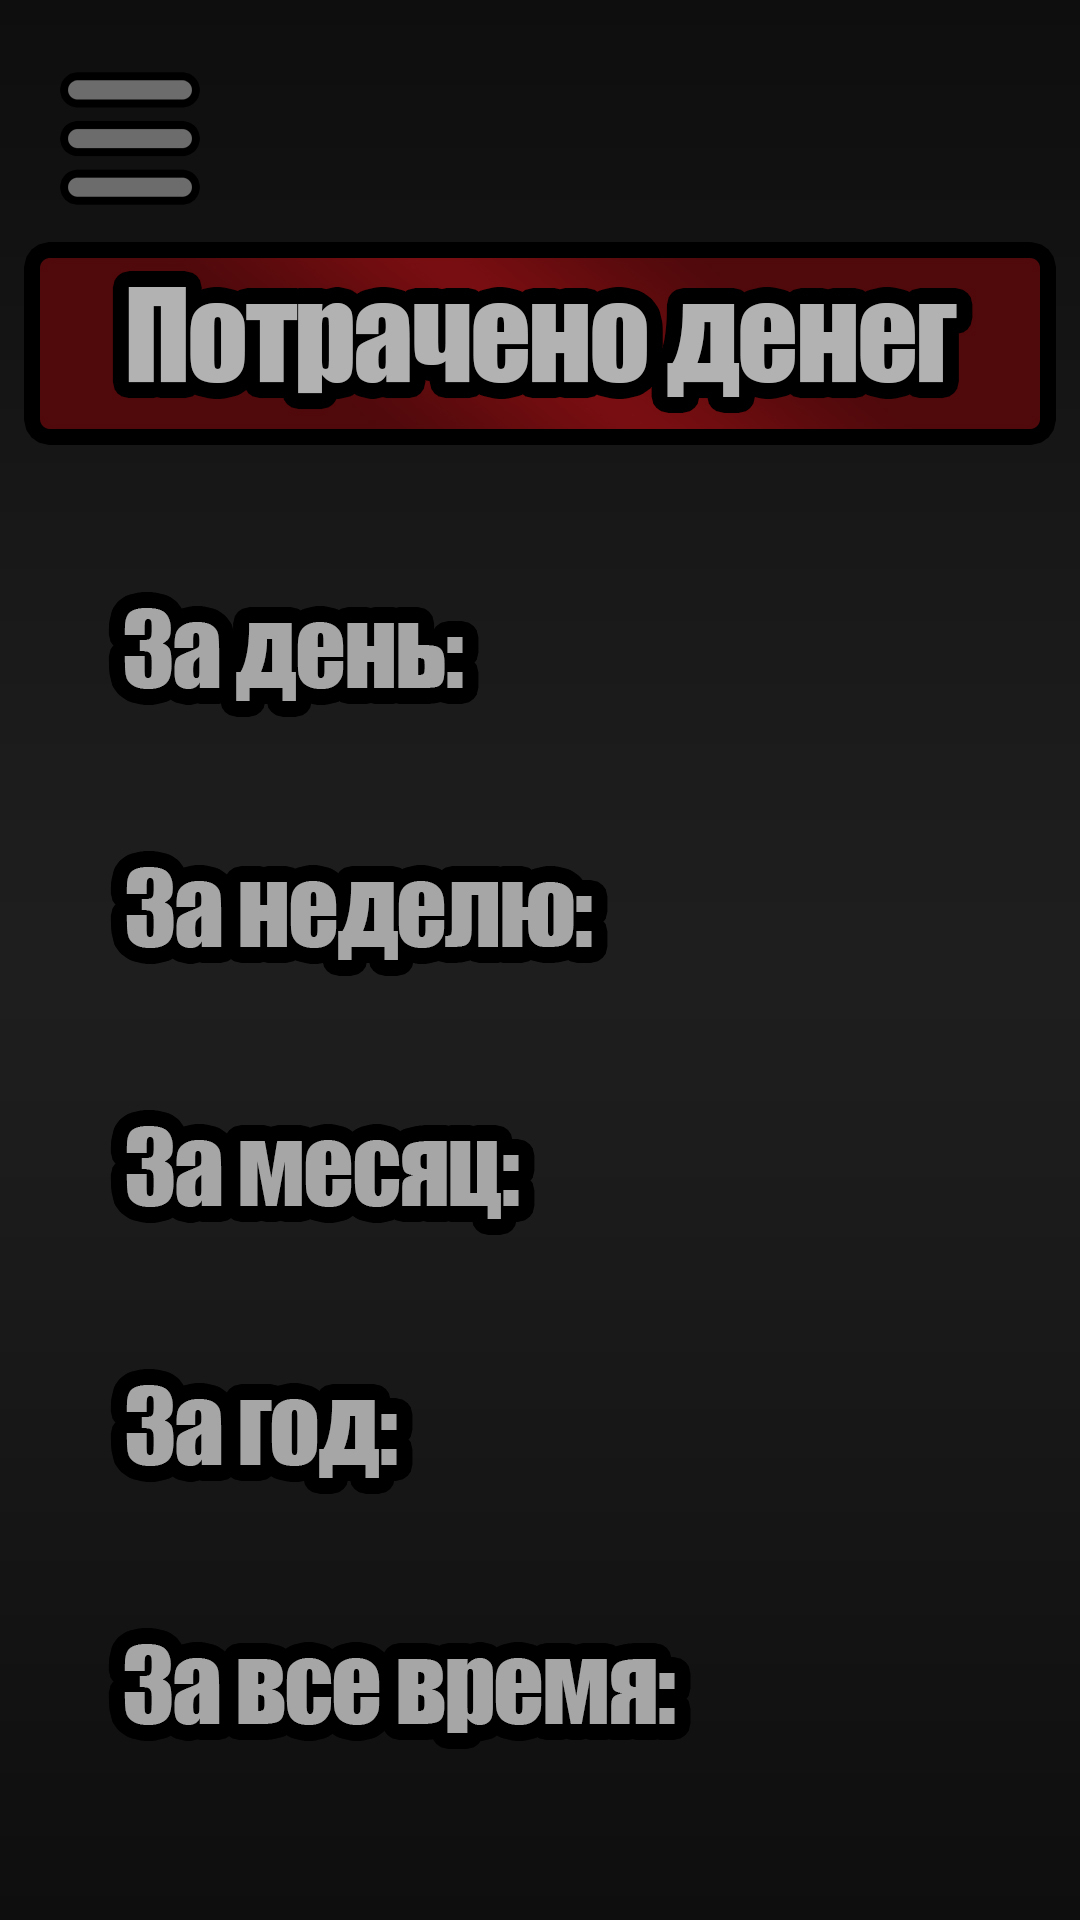 Потрачено денег
За день:
За неделю:
За месяц:
За год:
За все время: